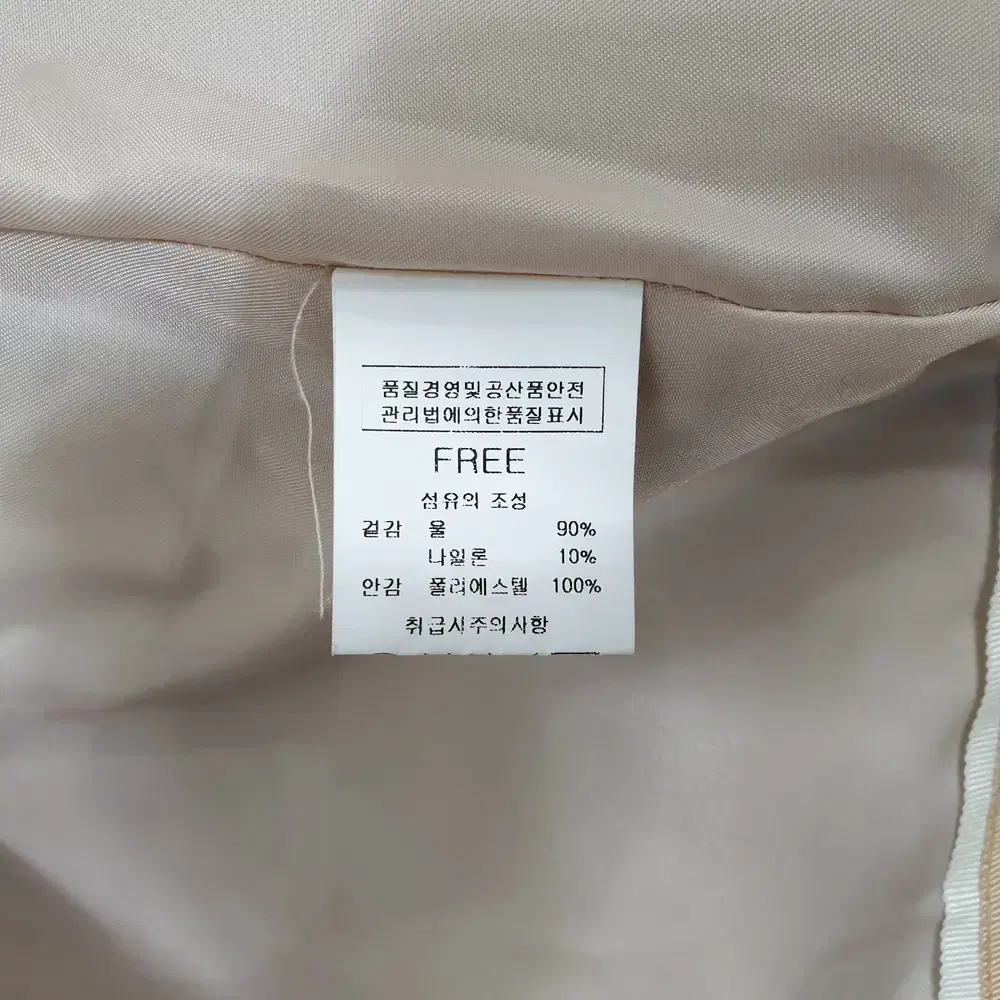 품질경영및공산품안전
관리법에의한품질표시
FREE
섬유의 조성
겉감 울 90%
나일론 10%
안감 폴리에스텔 100%
취급시주의사항